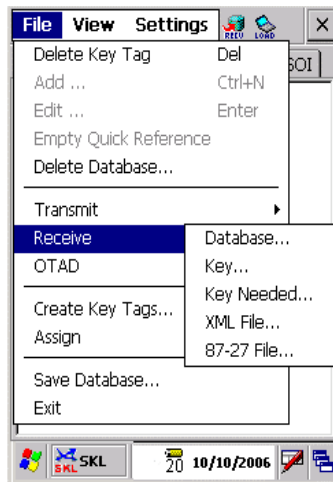 File View Settings RECV LOAD X
Delete Key Tag Del
SOI
Add ... Ctrl+N
Edit ... Enter
Empty Quick Reference
Delete Database...
Transmit
Receive Database...
OTAD Key...
Key Needed...
Create Key Tags... XML File...
Assign 87-27 File...
Save Database...
Exit
SKL SKL 20 10/10/2006